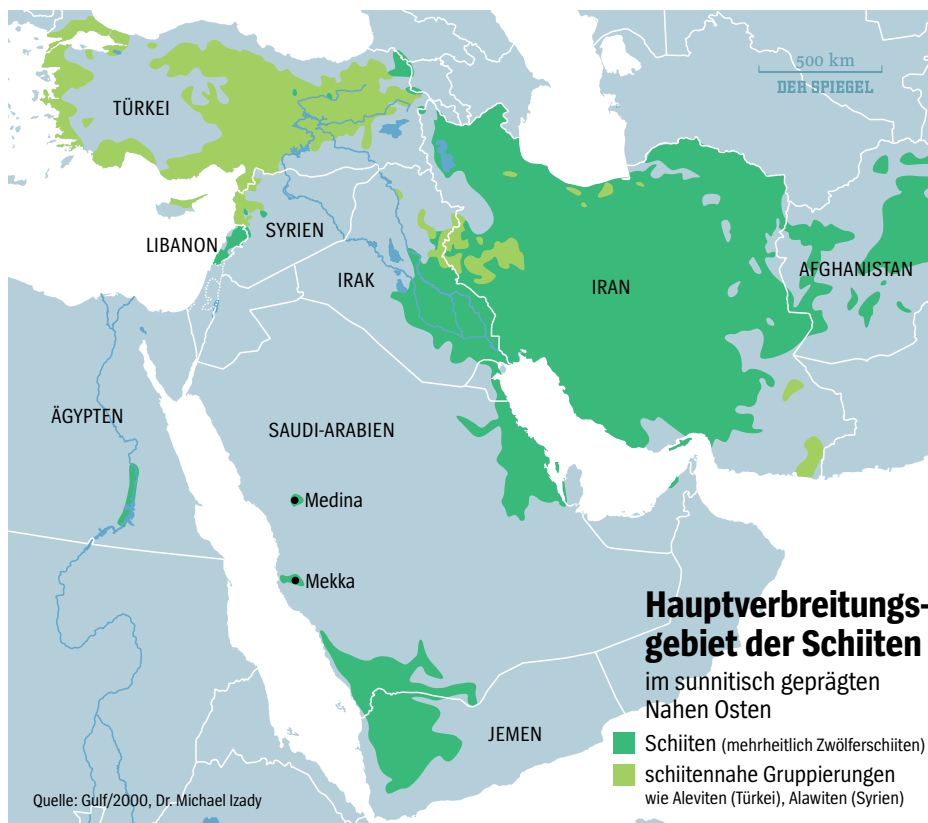 500 km
DER SPIEGEL
TÜRKEI
LIBANON
SYRIEN
IRAK
IRAN
AFGHANISTAN
ÄGYPTEN
SAUDI-ARABIEN
Medina
Mekka
JEMEN
Hauptverbreitungs-
gebiet der Schiiten
im sunnitisch geprägten
Nahen Osten
Schiiten (mehrheitlich Zwölferschiiten)
schiitennahe Gruppierungen
wie Aleviten (Türkei), Alawiten (Syrien)
Quelle: Gulf/2000, Dr. Michael Izady